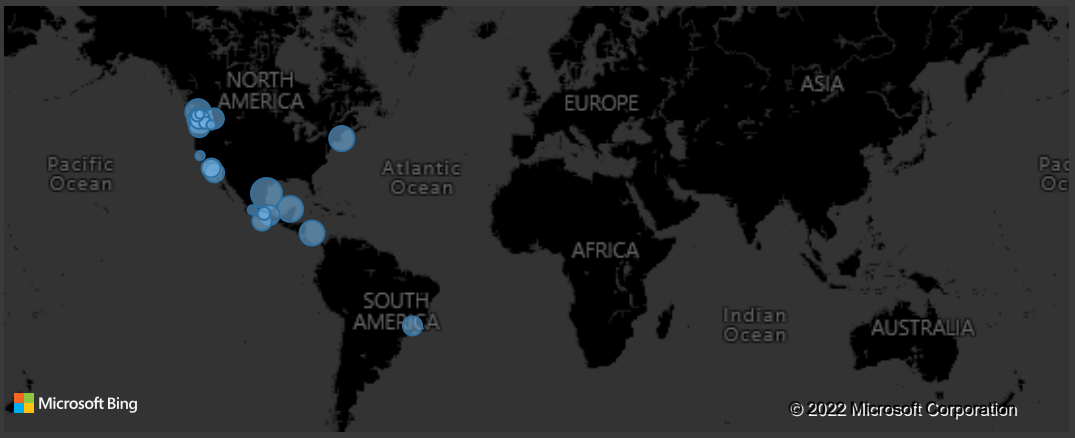 NORTH
AMERICA
ASIA
EUROPE
Pacific
Ocean
Atlantic
Ocean
Pac
Oc
AFRICA
SOUTH
AMERICA
Indian
Ocean
AUSTRALIA
Microsoft Bing
© 2022 Microsoft Corporation